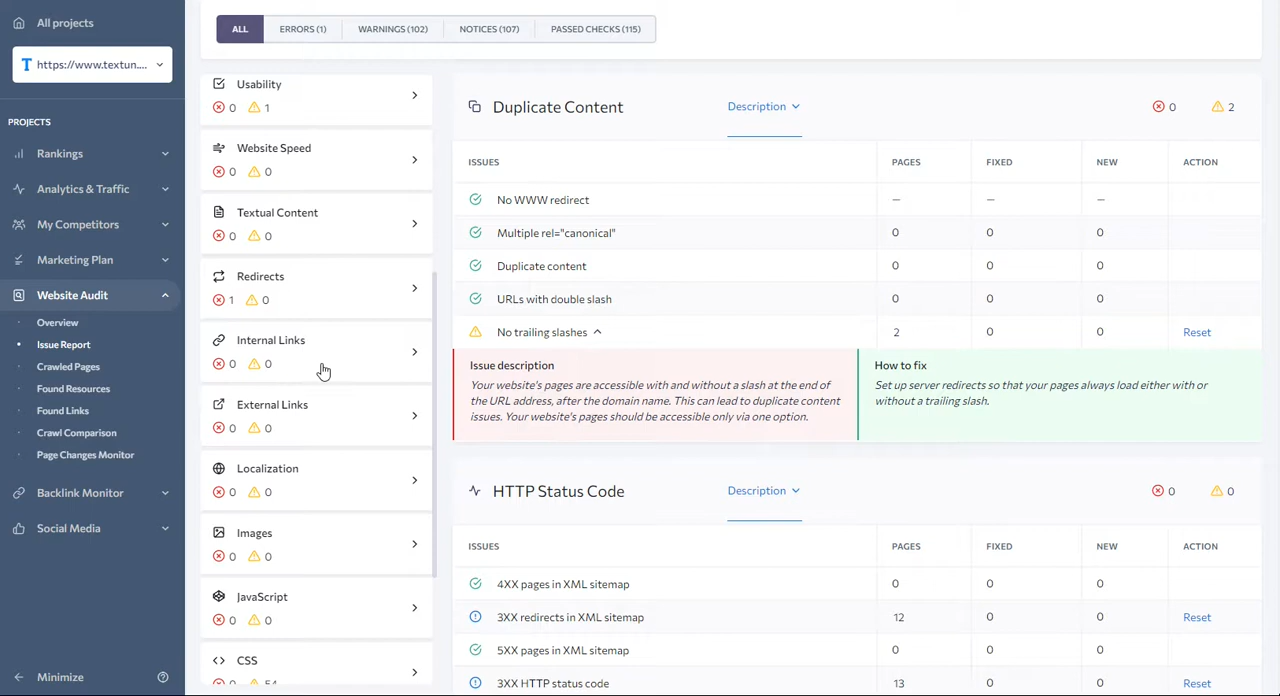 All projects
T https://www.textun....
PROJECTS
Rankings
Analytics & Traffic
My Competitors
Marketing Plan
Website Audit
Overview
Issue Report
Crawled Pages
Found Resources
Found Links
Crawl Comparison
Page Changes Monitor
Backlink Monitor
Social Media
Minimize
ALL ERRORS (1) WARNINGS (102) NOTICES (107) PASSED CHECKS (115)
Usability
0 1
Website Speed
0 0
Textual Content
0 0
Redirects
1 0
Internal Links
0 0
External Links
0 0
Localization
0 0
Images
0 0
JavaScript
0 0
CSS
0 54
Duplicate Content Description 0 2
ISSUES PAGES FIXED NEW ACTION
No WWW redirect – – –
Multiple rel="canonical" 0 0 0
Duplicate content 0 0 0
URLs with double slash 0 0 0
No trailing slashes 2 0 0 Reset
Issue description
Your website's pages are accessible with and without a slash at the end
of the URL address, after the domain name. This can lead to duplicate content
issues. Your website's pages should be accessible only via one option.
How to fix
Set up server redirects so that your pages always load either with or
without a trailing slash.
HTTP Status Code Description 0 0
ISSUES PAGES FIXED NEW ACTION
4XX pages in XML sitemap 0 0 0
3XX redirects in XML sitemap 12 0 0 Reset
5XX pages in XML sitemap 0 0 0
3XX HTTP status code 13 0 0 Reset